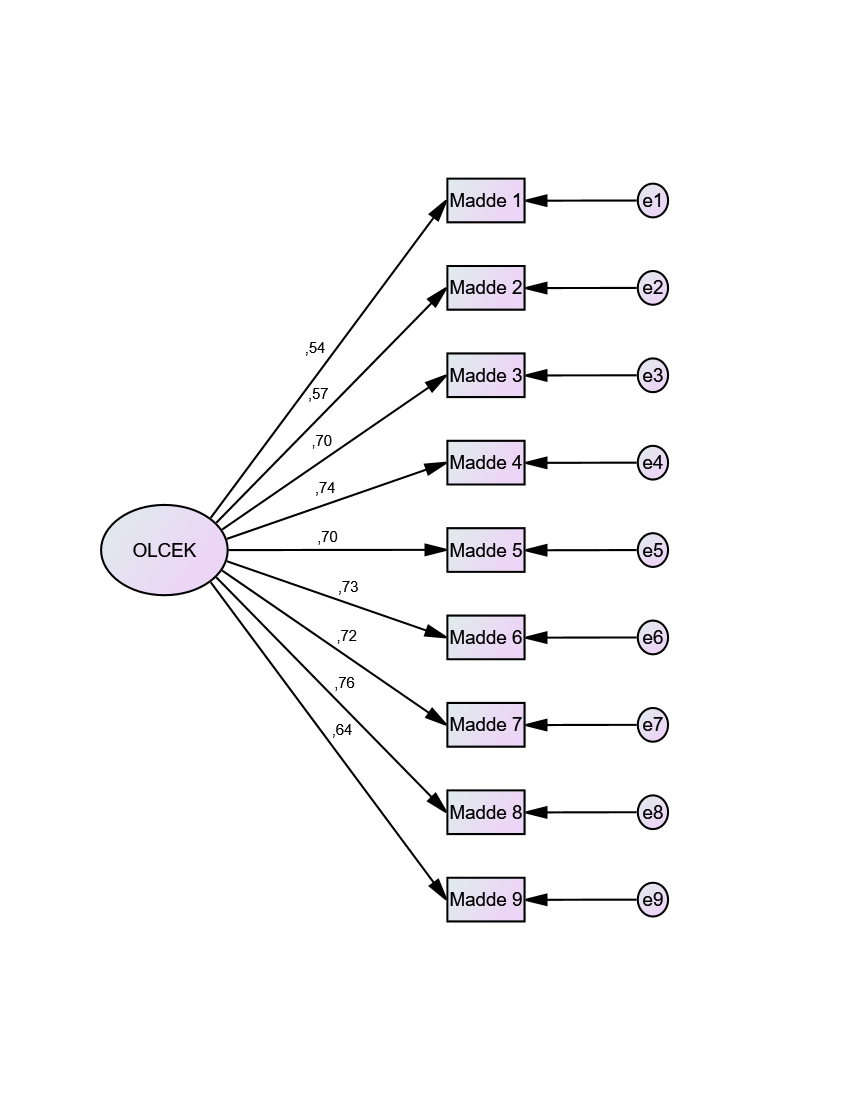 Madde 1
e1
Madde 2
e2
,54
Madde 3
e3
,57
,70
Madde 4
e4
,74
,70
OLCEK
Madde 5
e5
,73
Madde 6
e6
,72
,76
Madde 7
e7
,64
Madde 8
e8
Madde 9
e9